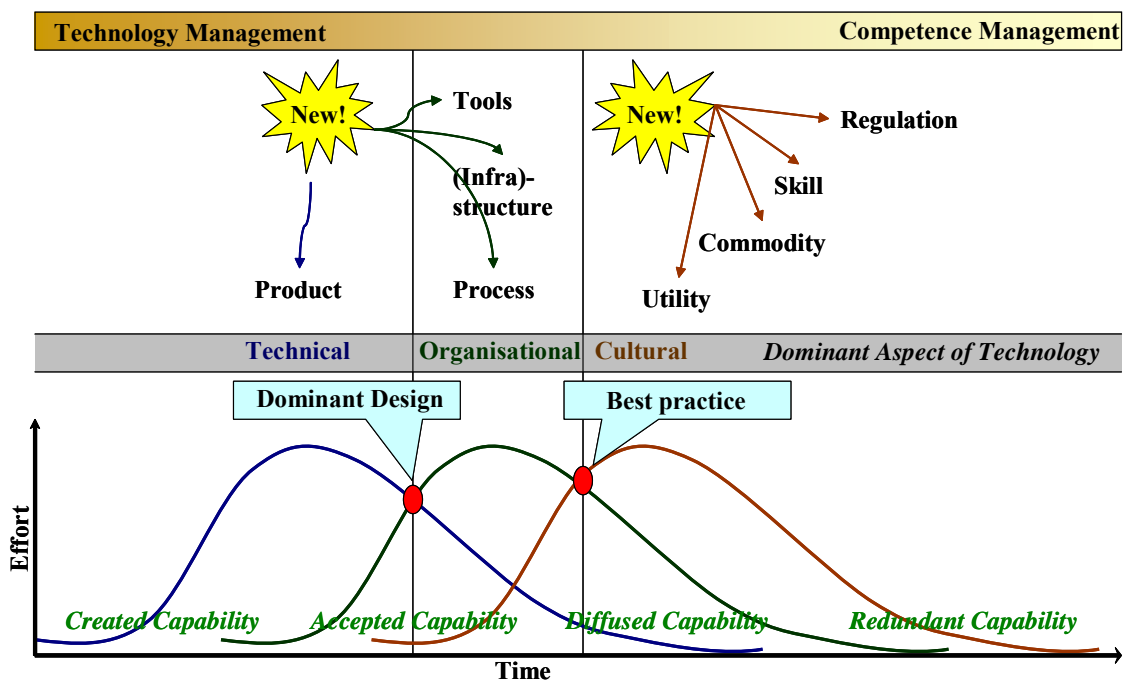 Technology Management
Competence Management
New!
Tools
(Infra)-
structure
Process
Product
New!
Regulation
Skill
Commodity
Utility
Technical
Organisational
Cultural
Dominant Aspect of Technology
Dominant Design
Best practice
Effort
Created Capability
Accepted Capability
Diffused Capability
Redundant Capability
Time